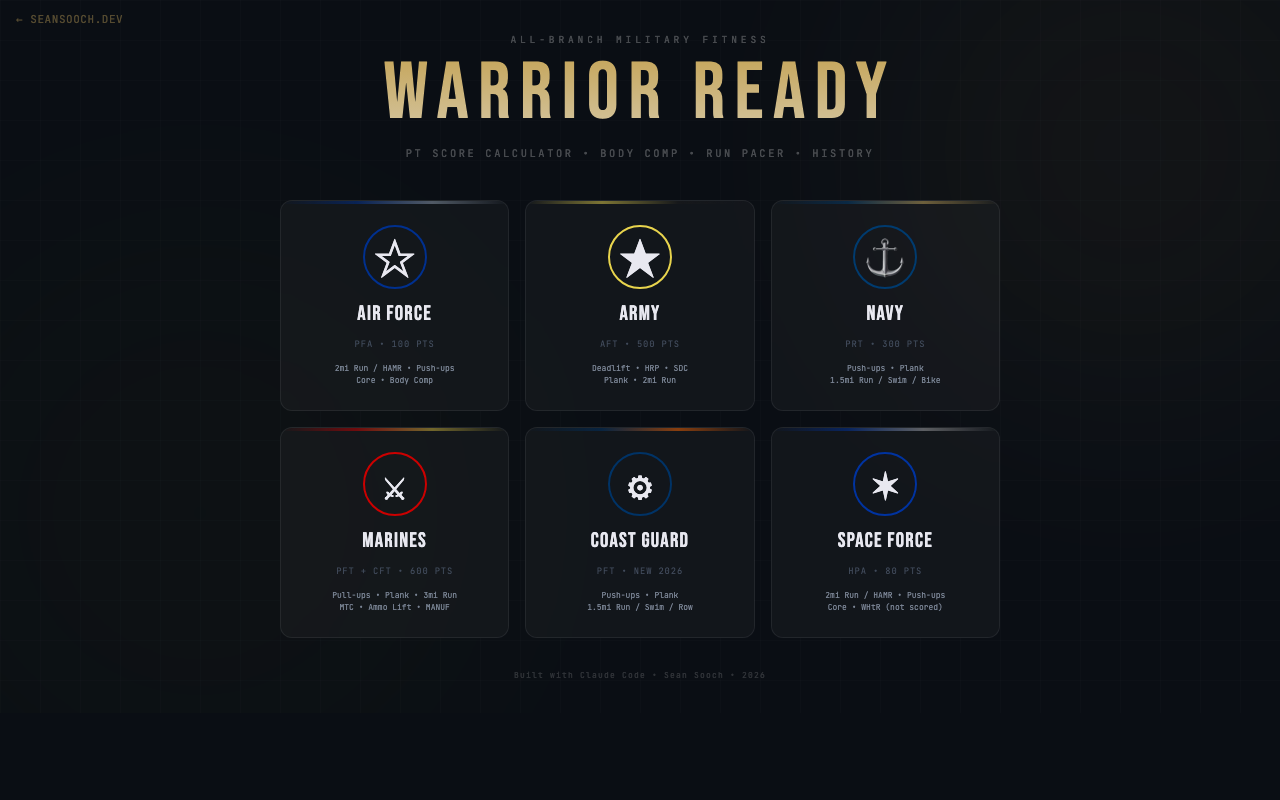 ← SEANSOOCH.DEV
ALL-BRANCH MILITARY FITNESS
WARRIOR READY
PT SCORE CALCULATOR • BODY COMP • RUN PACER • HISTORY
AIR FORCE
PFA • 100 PTS
2mi Run / HAMR • Push-ups
Core • Body Comp
ARMY
AFT • 500 PTS
Deadlift • HRP • SDC
Plank • 2mi Run
NAVY
PRT • 300 PTS
Push-ups • Plank
1.5mi Run / Swim / Bike
MARINES
PFT + CFT • 600 PTS
Pull-ups • Plank • 3mi Run
MTC • Ammo Lift • MANUF
COAST GUARD
PFT • NEW 2026
Push-ups • Plank
1.5mi Run / Swim / Row
SPACE FORCE
HPA • 80 PTS
2mi Run / HAMR • Push-ups
Core • WHtR (not scored)
Built with Claude Code • Sean Sooch • 2026